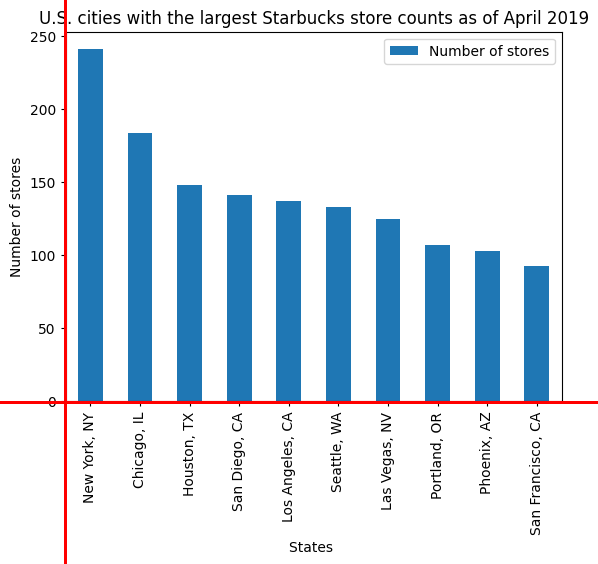 U.S. cities with the largest Starbucks store counts as of April 2019
Number of stores
Number of stores
250
200
150
100
50
0
New York, NY
Chicago, IL
Houston, TX
San Diego, CA
Los Angeles, CA
Seattle, WA
Las Vegas, NV
Portland, OR
Phoenix, AZ
San Francisco, CA
States